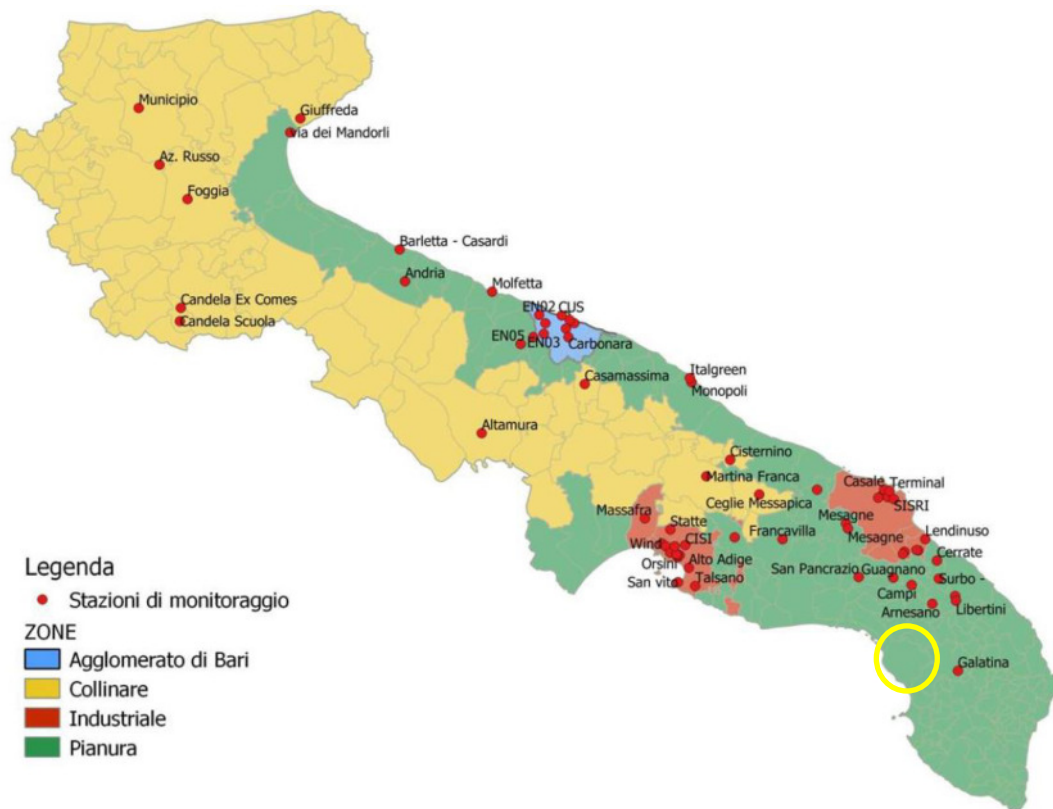 Municipio
Giuffreda
via dei Mandorli
Az. Russo
Foggia
Barletta - Casardi
Andria
Molfetta
Candela Ex Comes
Candela Scuola
EN02
CUS
EN05
EN03
Carbonara
Casamassima
Italgreen
Monopoli
Altamura
Cisternino
Martina Franca
Ceglie Messapica
Casale
Terminal
SISRI
Massafra
Statte
Mesagne
Mesagne
Francavilla
Lendinuso
Wind
CISI
Orsini
Alto Adige
Cerrate
San vito
Talsano
San Pancrazio
Guagnano
Surbo -
Campi
Arnesano
Libertini
Galatina
Legenda
Stazioni di monitoraggio
ZONE
Agglomerato di Bari
Collinare
Industriale
Pianura